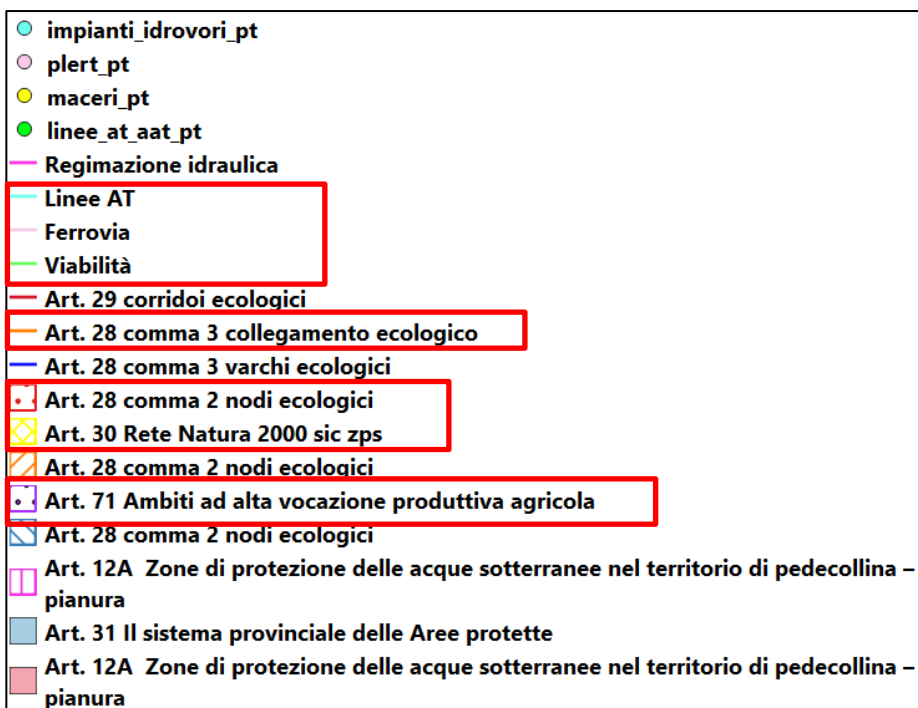 impianti_idrovori_pt
plert_pt
maceri_pt
linee_at_aat_pt
Regimazione idraulica
Linee AT
Ferrovia
Viabilità
Art. 29 corridoi ecologici
Art. 28 comma 3 collegamento ecologico
Art. 28 comma 3 varchi ecologici
Art. 28 comma 2 nodi ecologici
Art. 30 Rete Natura 2000 sic zps
Art. 28 comma 2 nodi ecologici
Art. 71 Ambiti ad alta vocazione produttiva agricola
Art. 28 comma 2 nodi ecologici
Art. 12A  Zone di protezione delle acque sotterranee nel territorio di pedecollina –
pianura
Art. 31 Il sistema provinciale delle Aree protette
Art. 12A  Zone di protezione delle acque sotterranee nel territorio di pedecollina –
pianura